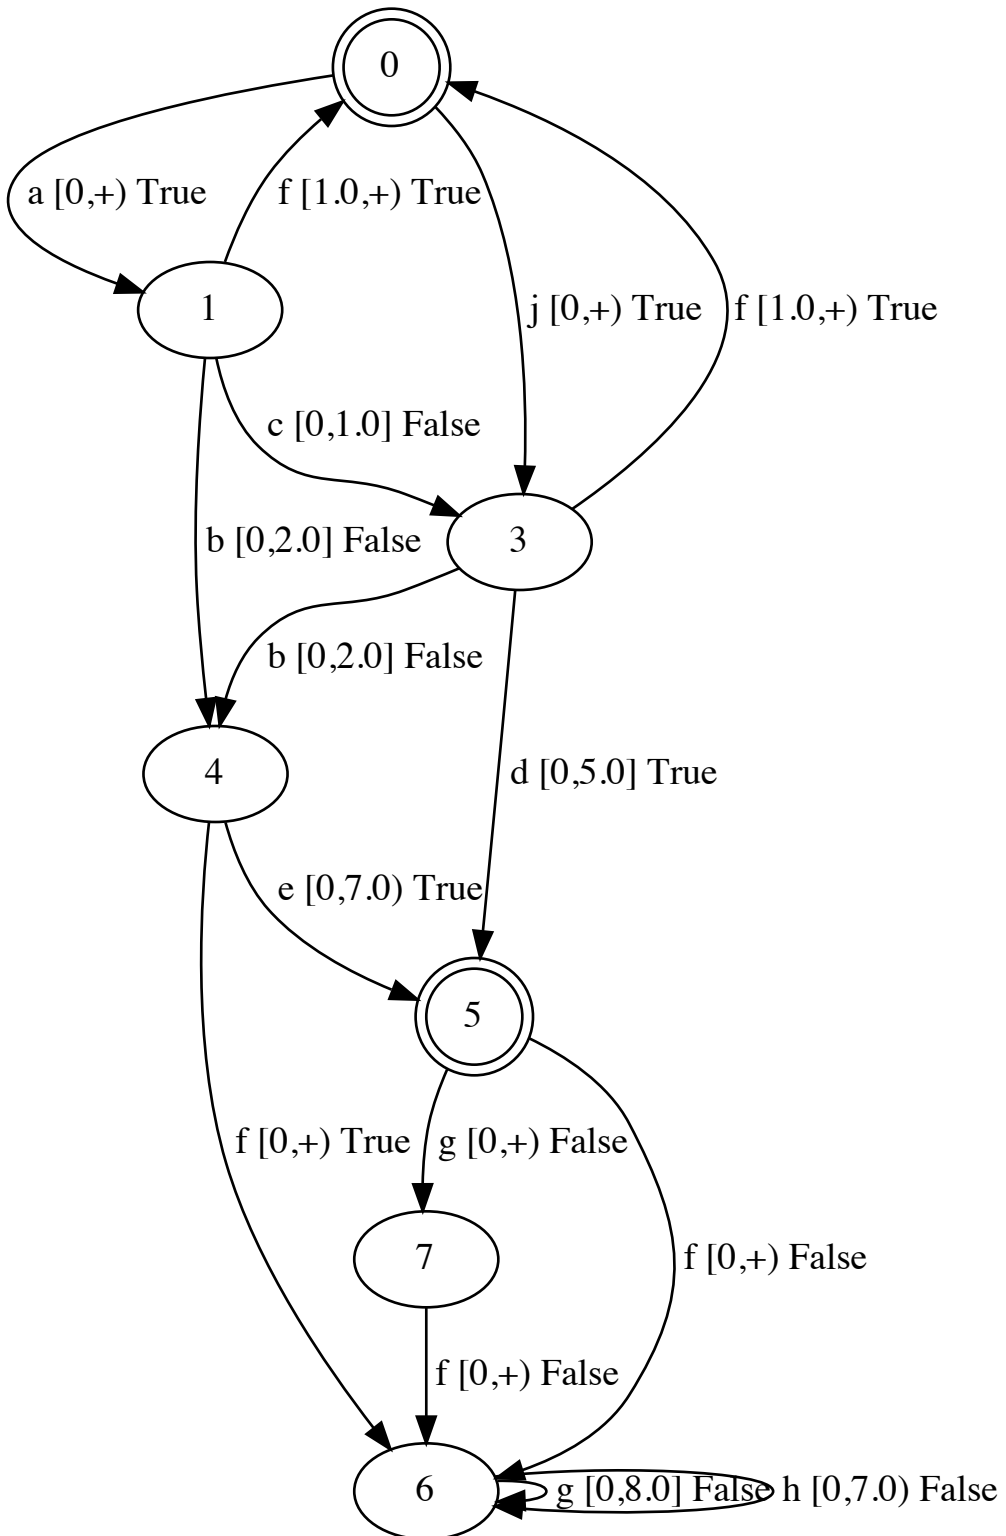 0
a [0,+) True
f [1.0,+) True
1
j [0,+) True
f [1.0,+) True
c [0,1.0] False
b [0,2.0] False
3
b [0,2.0] False
4
d [0,5.0] True
e [0,7.0) True
5
f [0,+) True
g [0,+) False
7
f [0,+) False
f [0,+) False
6
g [0,8.0] False
h [0,7.0) False